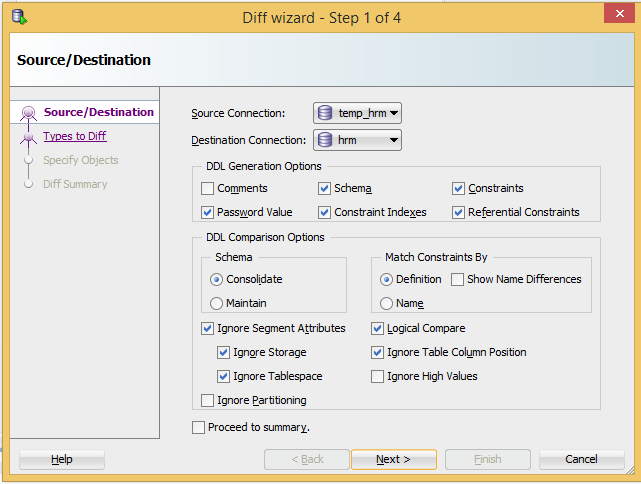 Diff wizard - Step 1 of 4
Source/Destination
Source/Destination
Types to Diff
Specify Objects
Diff Summary
Source Connection: temp_hrm
Destination Connection: hrm
DDL Generation Options
Comments Schema Constraints
Password Value Constraint Indexes Referential Constraints
DDL Comparison Options
Schema Match Constraints By
Consolidate Definition Show Name Differences
Maintain Name
Ignore Segment Attributes Logical Compare
Ignore Storage Ignore Table Column Position
Ignore Tablespace Ignore High Values
Ignore Partitioning
Proceed to summary.
Help < Back Next > Finish Cancel